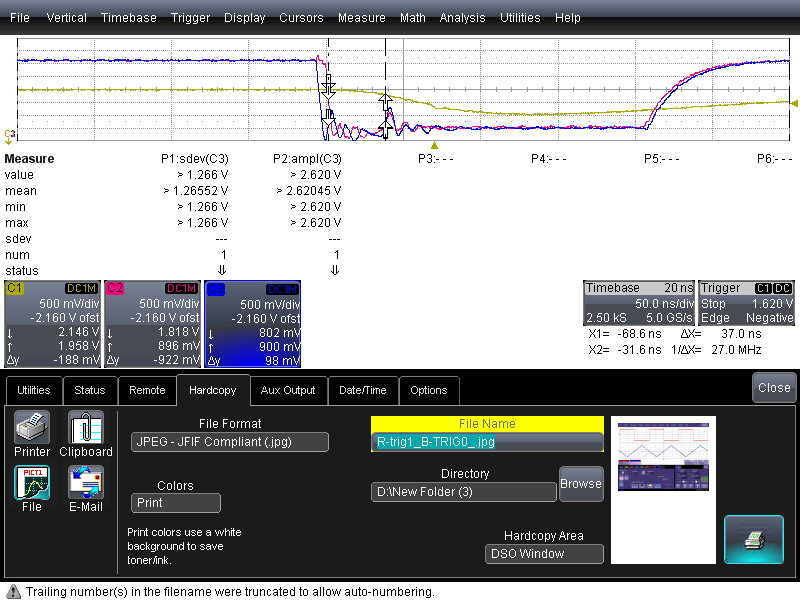 File Vertical Timebase Trigger Display Cursors Measure Math Analysis Utilities Help
C3
Measure P1:sdev(C3) P2:ampl(C3) P3:- - - P4:- - - P5:- - - P6:- - -
value > 1.266 V > 2.620 V
mean > 1.26552 V > 2.62045 V
min > 1.266 V > 2.620 V
max > 1.266 V > 2.620 V
sdev --- ---
num 1 1
status ⇓ ⇓
C1 DC1M C2 DC1M C3 DC1M Timebase 20 ns Trigger C1 DC
500 mV/div 500 mV/div 500 mV/div 50.0 ns/div Stop 1.620 V
-2.160 V ofst -2.160 V ofst -2.160 V ofst 2.50 kS 5.0 GS/s Edge Negative
↓ 2.146 V ↓ 1.818 V ↓ 802 mV X1= -68.6 ns ΔX= 37.0 ns
↑ 1.958 V ↑ 896 mV ↑ 900 mV X2= -31.6 ns 1/ΔX= 27.0 MHz
Δy -188 mV Δy -922 mV Δy 98 mV
Utilities Status Remote Hardcopy Aux Output Date/Time Options Close
File Format File Name
JPEG - JFIF Compliant (.jpg) R-trig1_B-TRIG0_.jpg
Printer Clipboard
Directory
Colors D:\New Folder (3) Browse
PICT1
Print
File E-Mail
Print colors use a white
background to save
toner/ink.
Hardcopy Area
DSO Window
Trailing number(s) in the filename were truncated to allow auto-numbering.